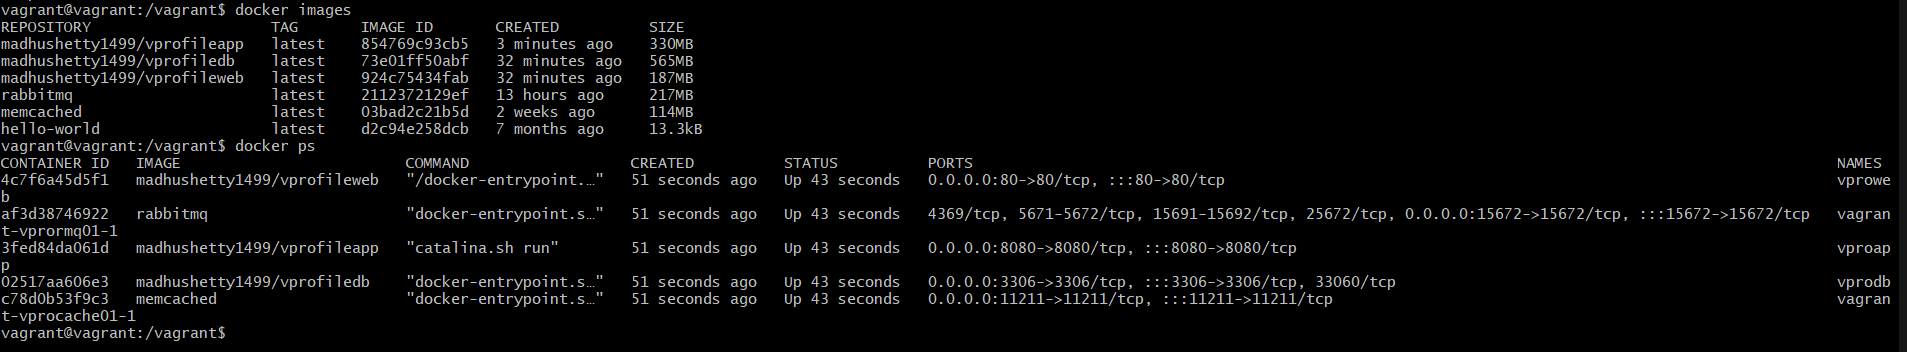 vagrant@vagrant:/vagrant$ docker images
REPOSITORY                    TAG       IMAGE ID       CREATED          SIZE
madhushetty1499/vprofileapp   latest    854769c93cb5   3 minutes ago    330MB
madhushetty1499/vprofiledb    latest    73e01ff50abf   32 minutes ago   565MB
madhushetty1499/vprofileweb   latest    924c75434fab   32 minutes ago   187MB
rabbitmq                      latest    2112372129ef   13 hours ago     217MB
memcached                     latest    03bad2c21b5d   2 weeks ago      114MB
hello-world                   latest    d2c94e258dcb   7 months ago     13.3kB
vagrant@vagrant:/vagrant$ docker ps
CONTAINER ID   IMAGE                         COMMAND                  CREATED          STATUS          PORTS                                                                                                NAMES
4c7f6a45d5f1   madhushetty1499/vprofileweb   "/docker-entrypoint.…"   51 seconds ago   Up 43 seconds   0.0.0.0:80->80/tcp, :::80->80/tcp                                                                    vprowe
b
af3d38746922   rabbitmq                      "docker-entrypoint.s…"   51 seconds ago   Up 43 seconds   4369/tcp, 5671-5672/tcp, 15691-15692/tcp, 25672/tcp, 0.0.0.0:15672->15672/tcp, :::15672->15672/tcp   vagran
t-vprormq01-1
3fed84da061d   madhushetty1499/vprofileapp   "catalina.sh run"        51 seconds ago   Up 43 seconds   0.0.0.0:8080->8080/tcp, :::8080->8080/tcp                                                            vproap
p
02517aa606e3   madhushetty1499/vprofiledb    "docker-entrypoint.s…"   51 seconds ago   Up 43 seconds   0.0.0.0:3306->3306/tcp, :::3306->3306/tcp, 33060/tcp                                                 vprodb
c78d0b53f9c3   memcached                     "docker-entrypoint.s…"   51 seconds ago   Up 43 seconds   0.0.0.0:11211->11211/tcp, :::11211->11211/tcp                                                        vagran
t-vprocache01-1
vagrant@vagrant:/vagrant$